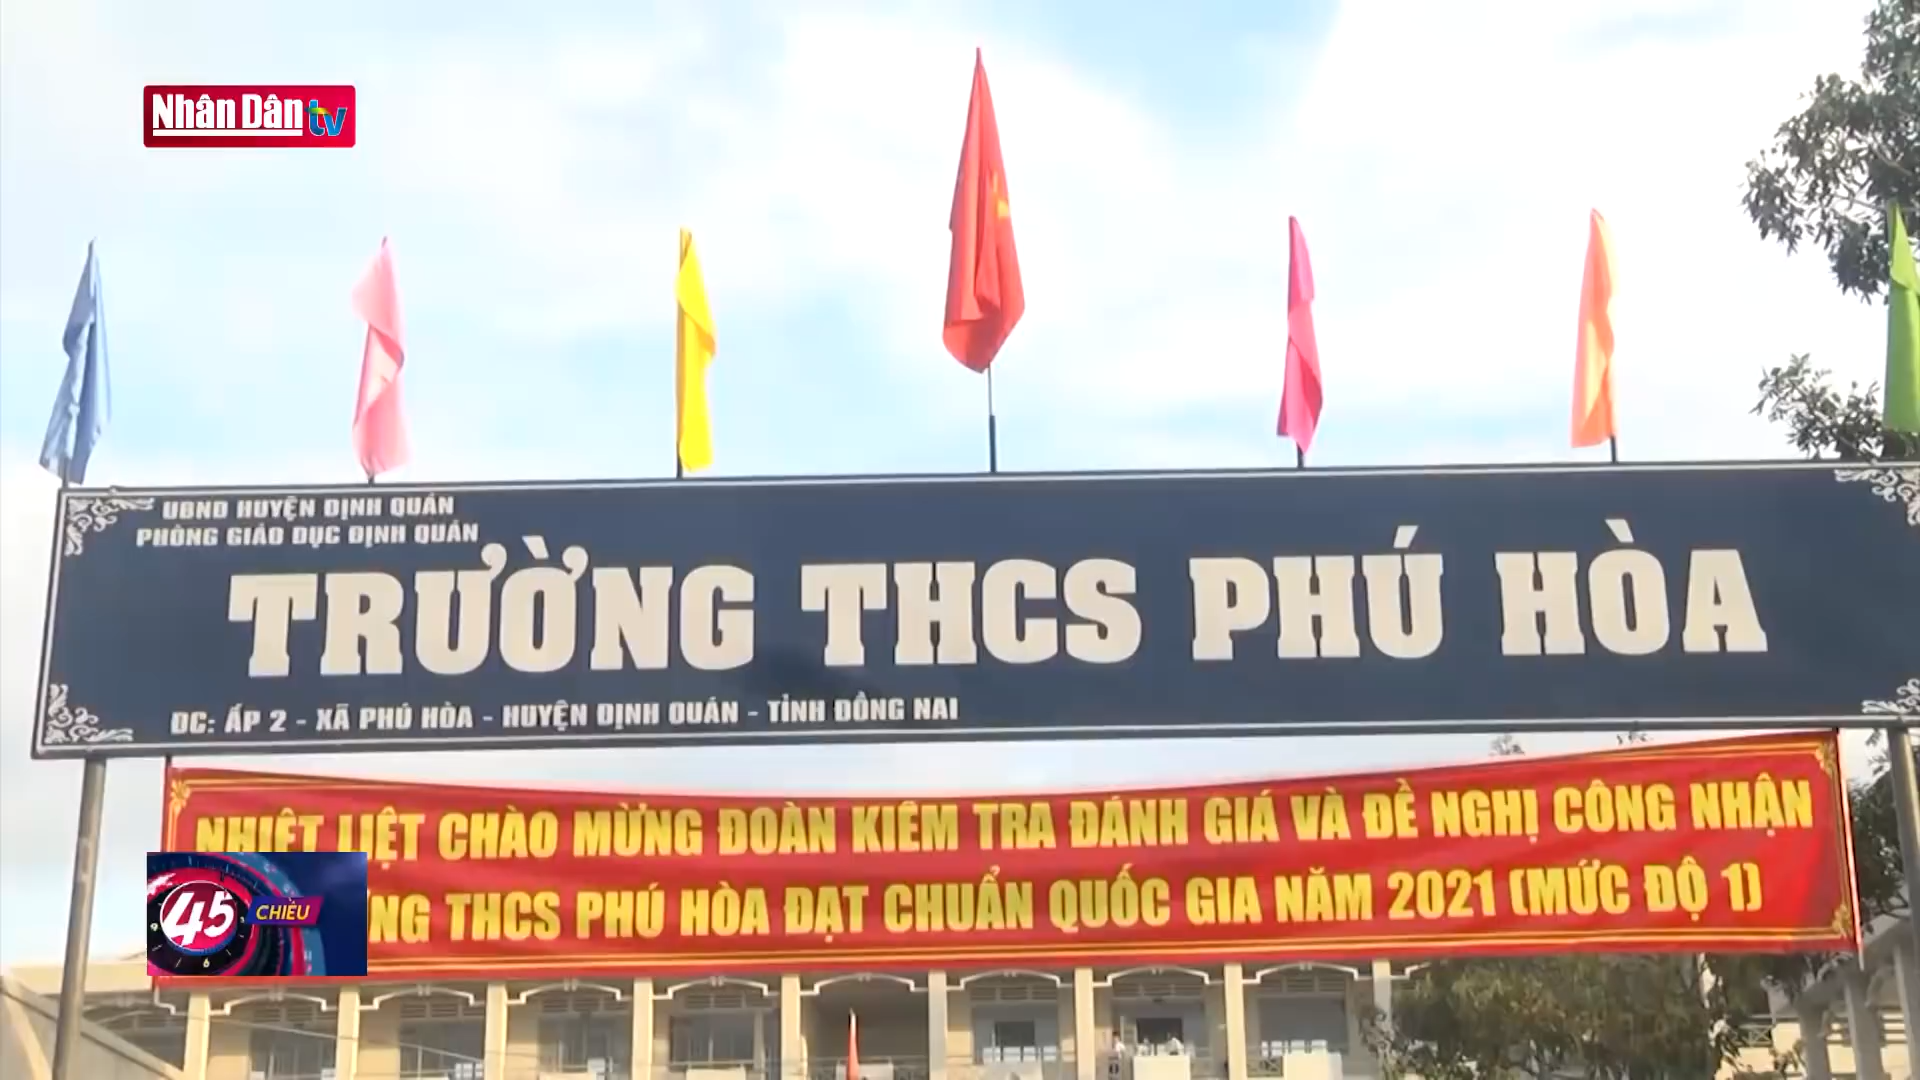 Nhân Dân tv
UBND HUYỆN ĐỊNH QUÁN
PHÒNG GIÁO DỤC ĐỊNH QUÁN
TRƯỜNG THCS PHÚ HÒA
ĐC: ẤP 2 - XÃ PHÚ HÒA - HUYỆN ĐỊNH QUÁN - TỈNH ĐỒNG NAI
NHIỆT LIỆT CHÀO MỪNG ĐOÀN KIỂM TRA ĐÁNH GIÁ VÀ ĐỀ NGHỊ CÔNG NHẬN
THCS PHÚ HÒA ĐẠT CHUẨN QUỐC GIA NĂM 2021 (MỨC ĐỘ 1)
45 CHIỀU